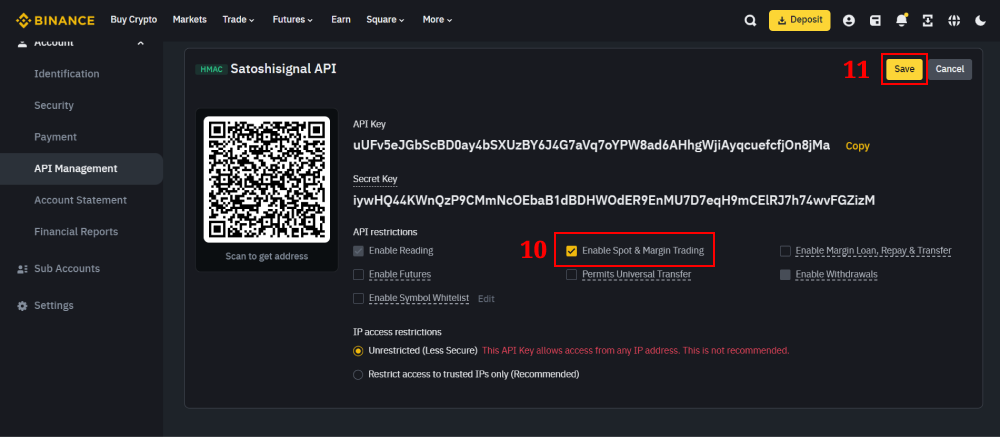 BINANCE Buy Crypto Markets Trade Futures Earn Square More Deposit
Account
Identification
Security
Payment
API Management
Account Statement
Financial Reports
Sub Accounts
Settings
HMAC Satoshisignal API
11 Save Cancel
Scan to get address
API Key
uUFv5eJGbScBD0ay4bSXUzBY6J4G7aVq7oYPW8ad6AHhgWjiAyqcuefcfjOn8jMa Copy
Secret Key
iywHQ44KWnQzP9CMmNcOEbaB1dBDHWOdER9EnMU7D7eqH9mCElRJ7h74wvFGZizM
API restrictions
Enable Reading 10 Enable Spot & Margin Trading Enable Margin Loan, Repay & Transfer
Enable Futures Permits Universal Transfer Enable Withdrawals
Enable Symbol Whitelist Edit
IP access restrictions
Unrestricted (Less Secure) This API Key allows access from any IP address. This is not recommended.
Restrict access to trusted IPs only (Recommended)